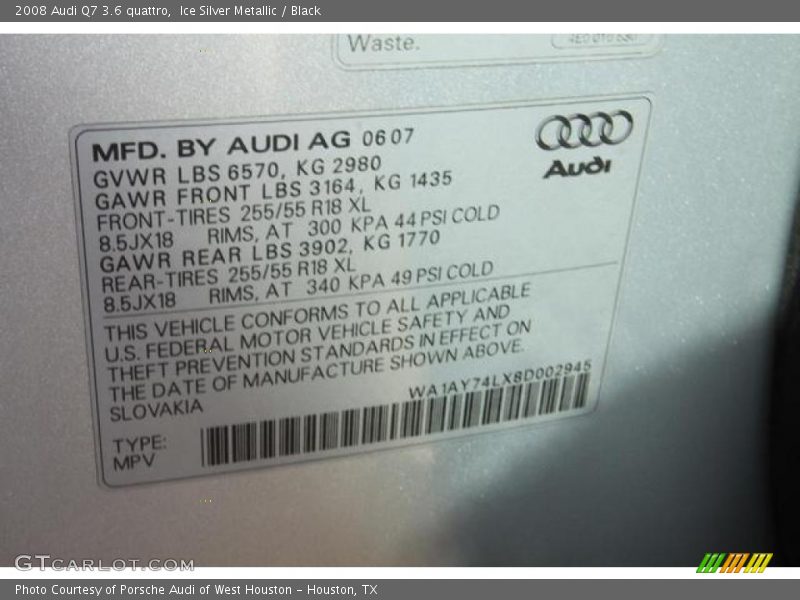 2008 Audi Q7 3.6 quattro,  Ice Silver Metallic / Black
Waste.
MFD. BY AUDI AG 0607
GVWR LBS 6570, KG 2980
GAWR FRONT LBS 3164, KG 1435
FRONT-TIRES 255/55 R18 XL
8.5JX18 RIMS, AT 300 KPA 44 PSI COLD
GAWR REAR LBS 3902, KG 1770
REAR-TIRES 255/55 R18 XL
8.5JX18 RIMS, AT 340 KPA 49 PSI COLD
Audi
THIS VEHICLE CONFORMS TO ALL APPLICABLE
U.S. FEDERAL MOTOR VEHICLE SAFETY AND
THEFT PREVENTION STANDARDS IN EFFECT ON
THE DATE OF MANUFACTURE SHOWN ABOVE.
SLOVAKIA
WA1AY74LX8D002945
TYPE:
MPV
GTCARLOT.COM
Photo Courtesy of Porsche Audi of West Houston – Houston, TX